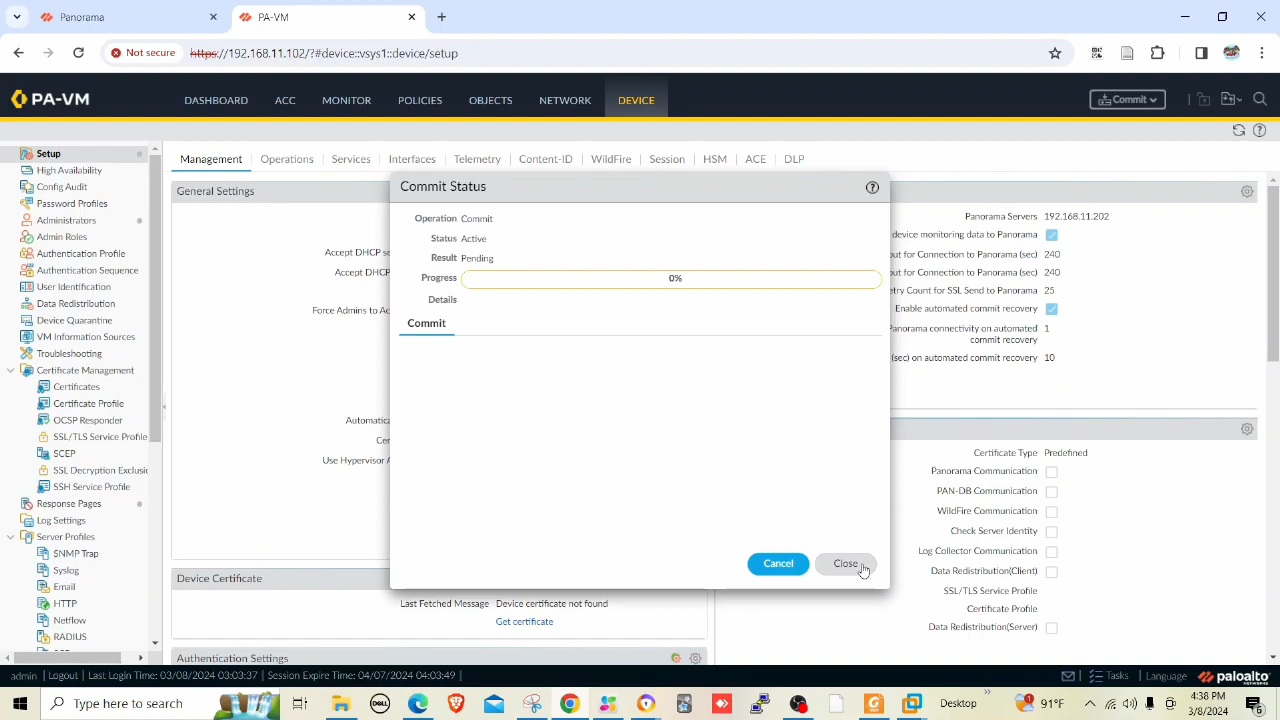 Panorama
PA-VM
Not secure
https://192.168.11.102/?#device::vsys1::device/setup
PA-VM
DASHBOARD
ACC
MONITOR
POLICIES
OBJECTS
NETWORK
DEVICE
Commit
Setup
High Availability
Config Audit
Password Profiles
Administrators
Admin Roles
Authentication Profile
Authentication Sequence
User Identification
Data Redistribution
Device Quarantine
VM Information Sources
Troubleshooting
Certificate Management
Certificates
Certificate Profile
OCSP Responder
SSL/TLS Service Profile
SCEP
SSL Decryption Exclusio
SSH Service Profile
Response Pages
Log Settings
Server Profiles
SNMP Trap
Syslog
Email
HTTP
Netflow
RADIUS
Management
Operations
Services
Interfaces
Telemetry
Content-ID
WildFire
Session
HSM
ACE
DLP
General Settings
Accept DHCP se
Accept DHCP
Force Admins to Ac
Automatica
Cer
Use Hypervisor A
Device Certificate
Last Fetched Message Device certificate not found
Get certificate
Authentication Settings
Commit Status
Operation Commit
Status Active
Result Pending
Progress 0%
Details
Commit
Cancel
Close
Panorama Servers 192.168.11.202
device monitoring data to Panorama
out for Connection to Panorama (sec) 240
out for Connection to Panorama (sec) 240
etry Count for SSL Send to Panorama 25
Enable automated commit recovery
Panorama connectivity on automated 1
commit recovery
(sec) on automated commit recovery 10
Certificate Type Predefined
Panorama Communication
PAN-DB Communication
WildFire Communication
Check Server Identity
Log Collector Communication
Data Redistribution(Client)
SSL/TLS Service Profile
Certificate Profile
Data Redistribution(Server)
admin | Logout | Last Login Time: 03/08/2024 03:03:37 | Session Expire Time: 04/07/2024 04:03:49 |
Tasks | Language
paloalto
NETWORKS
Type here to search
DELL
Desktop
91°F
4:38 PM
3/8/2024
6